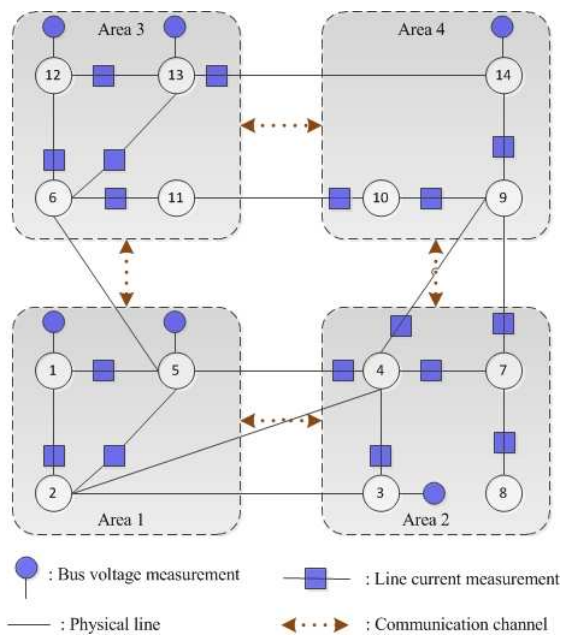 Area 3
Area 4
12
13
14
6
11
10
9
1
5
4
7
2
3
8
Area 1
Area 2
: Bus voltage measurement
: Line current measurement
: Physical line
: Communication channel